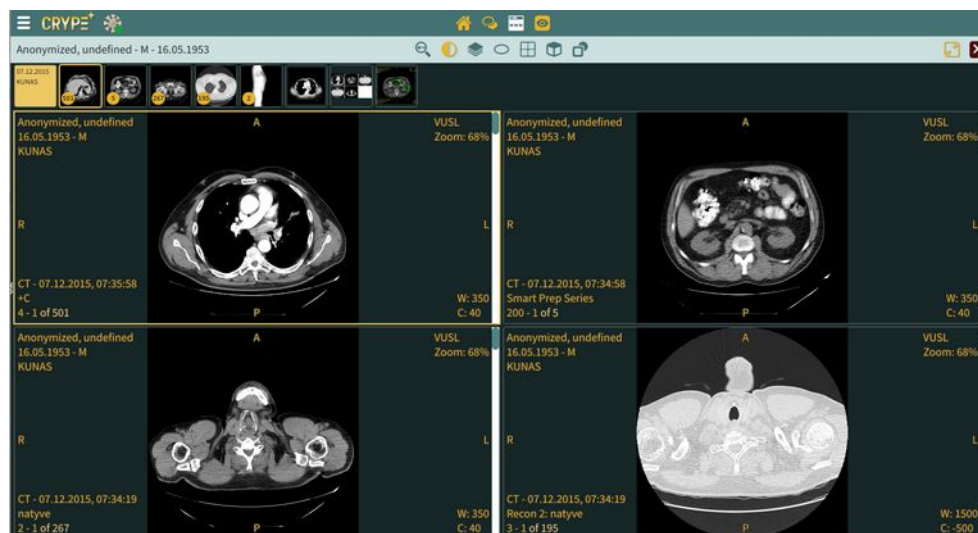 CRYPE+
Anonymized, undefined - M - 16.05.1953
07.12.2015
KUNAS
501
5
267
195
2
Anonymized, undefined
16.05.1953 - M
KUNAS
A
VUSL
Zoom: 68%
R
L
CT - 07.12.2015, 07:35:58
+C
4 - 1 of 501
P
W: 350
C: 40
Anonymized, undefined
16.05.1953 - M
KUNAS
A
VUSL
Zoom: 68%
R
L
CT - 07.12.2015, 07:34:58
Smart Prep Series
200 - 1 of 5
P
W: 350
C: 40
Anonymized, undefined
16.05.1953 - M
KUNAS
A
VUSL
Zoom: 68%
R
L
CT - 07.12.2015, 07:34:19
natyve
2 - 1 of 267
P
W: 350
C: 40
Anonymized, undefined
16.05.1953 - M
KUNAS
A
VUSL
Zoom: 68%
R
L
CT - 07.12.2015, 07:34:19
Recon 2: natyve
3 - 1 of 195
P
W: 1500
C: -500